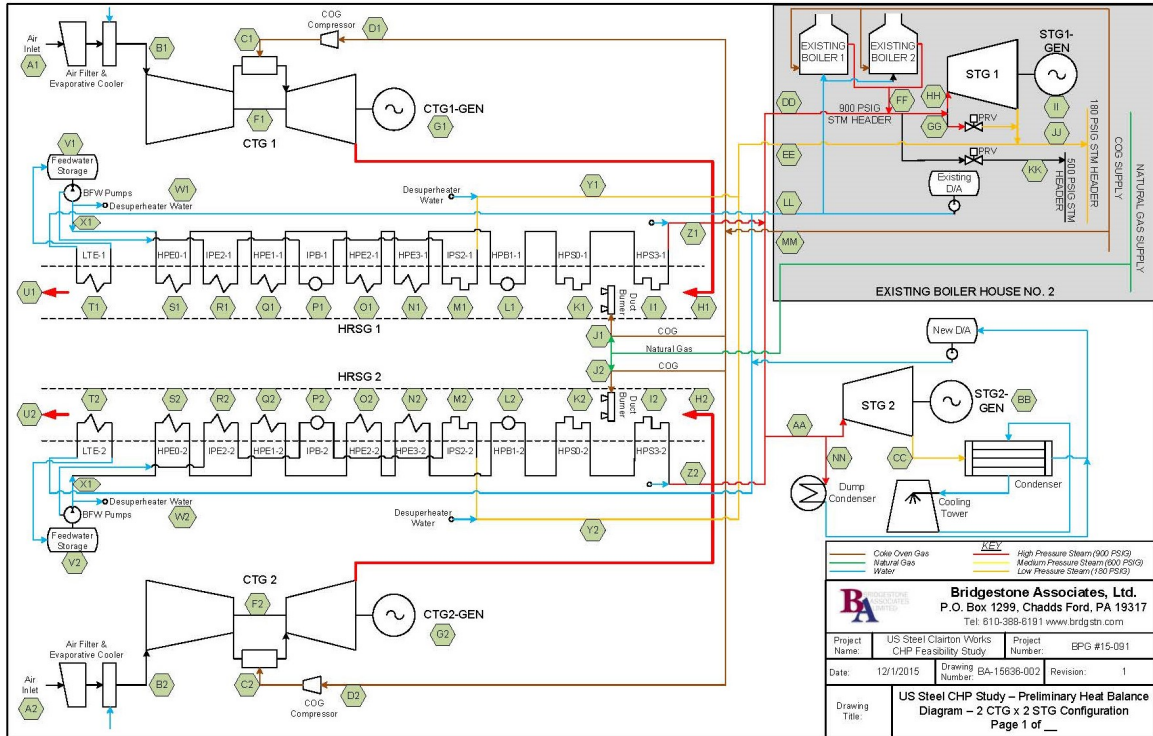 Air
Inlet
A1
Air Filter &
Evaporative Cooler
B1
C1
COG
Compressor
D1
F1
CTG 1
CTG1-GEN
G1
V1
Feedwater
Storage
BFW Pumps
W1
Desuperheater Water
X1
Desuperheater
Water
Y1
Z1
LTE-1
HPE0-1
IPE2-1
HPE1-1
IPB-1
HPE2-1
HPE3-1
IPS2-1
HPB1-1
HPS0-1
HPS3-1
U1
T1
S1
R1
Q1
P1
O1
N1
M1
L1
K1
Duct
Burner
I1
H1
HRSG 1
J1
COG
Natural Gas
J2
COG
HRSG 2
U2
T2
S2
R2
Q2
P2
O2
N2
M2
L2
K2
Duct
Burner
I2
H2
LTE-2
HPE0-2
IPE2-2
HPE1-2
IPB-2
HPE2-2
HPE3-2
IPS2-2
HPB1-2
HPS0-2
HPS3-2
X1
Desuperheater Water
BFW Pumps
W2
Feedwater
Storage
V2
Desuperheater
Water
Y2
Z2
CTG 2
F2
CTG2-GEN
G2
Air Filter &
Evaporative Cooler
Air
Inlet
A2
B2
C2
COG
Compressor
D2
EXISTING
BOILER 1
EXISTING
BOILER 2
STG 1
STG1-
GEN
II
DD
FF
HH
900 PSIG
STM HEADER
GG
PRV
JJ
EE
PRV
KK
500 PSIG STM
HEADER
180 PSIG STM HEADER
COG SUPPLY
NATURAL GAS SUPPLY
Existing
D/A
LL
MM
EXISTING BOILER HOUSE NO. 2
New D/A
STG 2
STG2-
GEN
BB
AA
NN
CC
Dump
Condenser
Condenser
Cooling
Tower
KEY
Coke Oven Gas
Natural Gas
Water
High Pressure Steam (900 PSIG)
Medium Pressure Steam (600 PSIG)
Low Pressure Steam (180 PSIG)
BA
BRIDGESTONE
ASSOCIATES
LIMITED
Bridgestone Associates, Ltd.
P.O. Box 1299, Chadds Ford, PA 19317
Tel: 610-388-6191 www.brdgstn.com
Project
Name:
US Steel Clairton Works
CHP Feasibility Study
Project
Number:
BPG #15-091
Date:
12/1/2015
Drawing
Number:
BA-15636-002
Revision:
1
Drawing
Title:
US Steel CHP Study – Preliminary Heat Balance
Diagram – 2 CTG x 2 STG Configuration
Page 1 of __